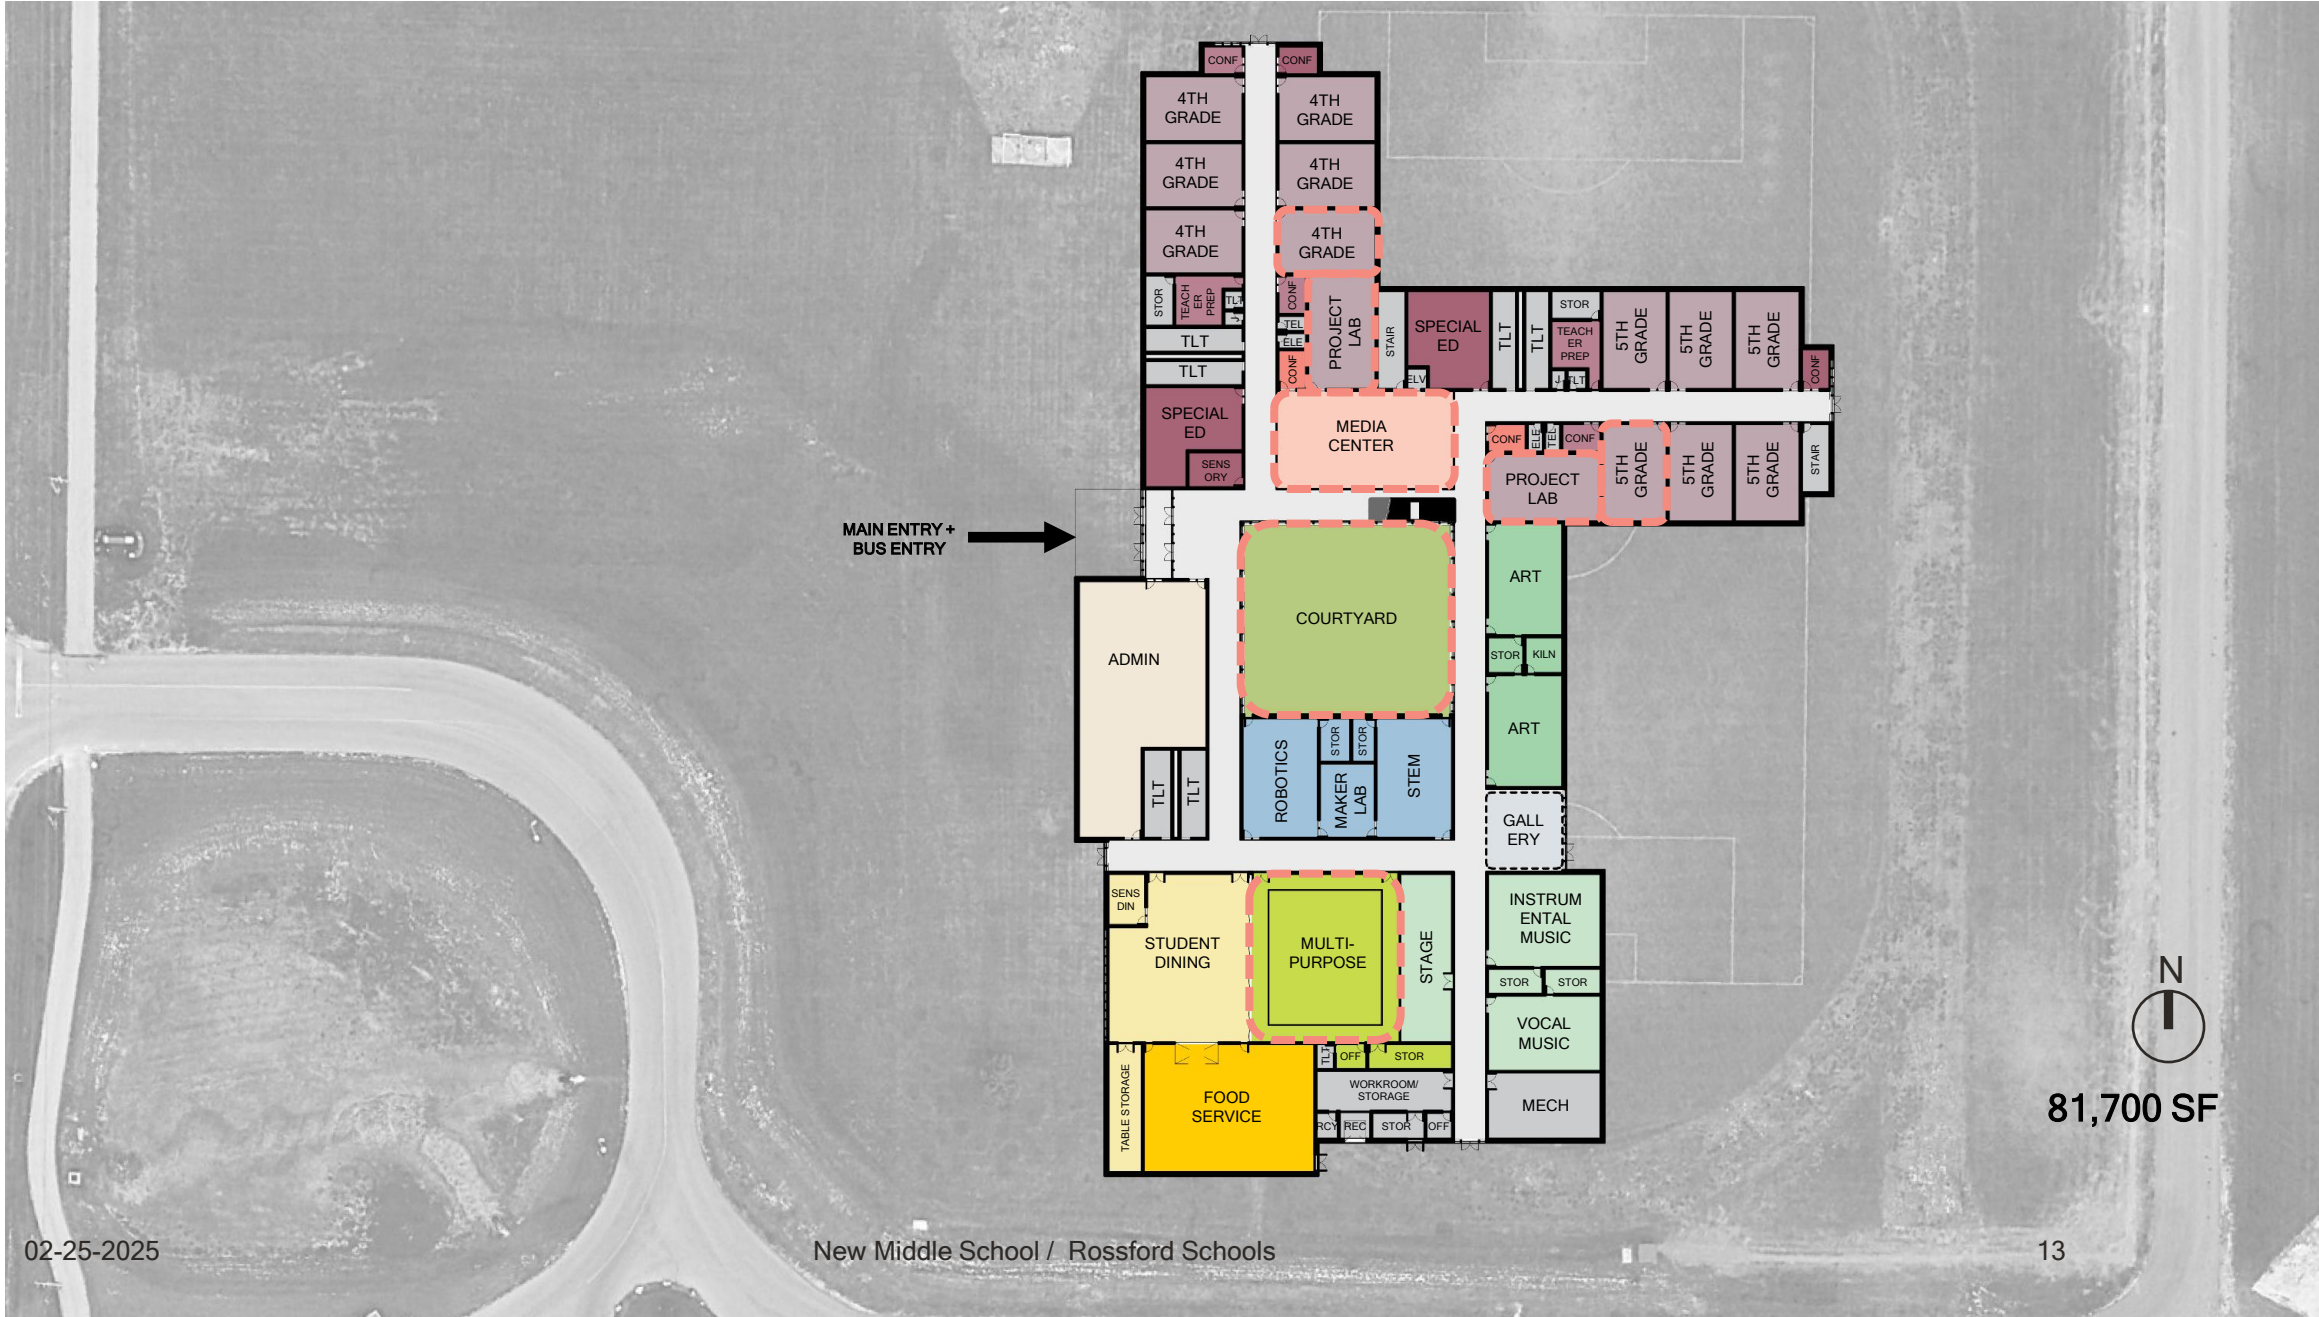 CONF
CONF
4TH
GRADE
4TH
GRADE
4TH
GRADE
4TH
GRADE
4TH
GRADE
4TH
GRADE
STOR
TEACH
ER
PREP
TLT
J
CONF
TEL
ELE
CONF
PROJECT
LAB
STAIR
SPECIAL
ED
ELV
TLT
TLT
STOR
TEACH
ER
PREP
J
TLT
5TH
GRADE
5TH
GRADE
5TH
GRADE
CONF
TLT
TLT
SPECIAL
ED
SENS
ORY
MEDIA
CENTER
CONF
ELE
TEL
CONF
PROJECT
LAB
5TH
GRADE
5TH
GRADE
5TH
GRADE
STAIR
MAIN ENTRY +
BUS ENTRY
ADMIN
COURTYARD
ART
STOR
KILN
ART
TLT
TLT
ROBOTICS
STOR
STOR
MAKER
LAB
STEM
GALL
ERY
SENS
DIN
STUDENT
DINING
MULTI-
PURPOSE
STAGE
INSTRUM
ENTAL
MUSIC
STOR
STOR
VOCAL
MUSIC
TABLE STORAGE
FOOD
SERVICE
TLT
OFF
STOR
WORKROOM/
STORAGE
RCY
REC
STOR
OFF
MECH
N
81,700 SF
02-25-2025
New Middle School / Rossford Schools
13